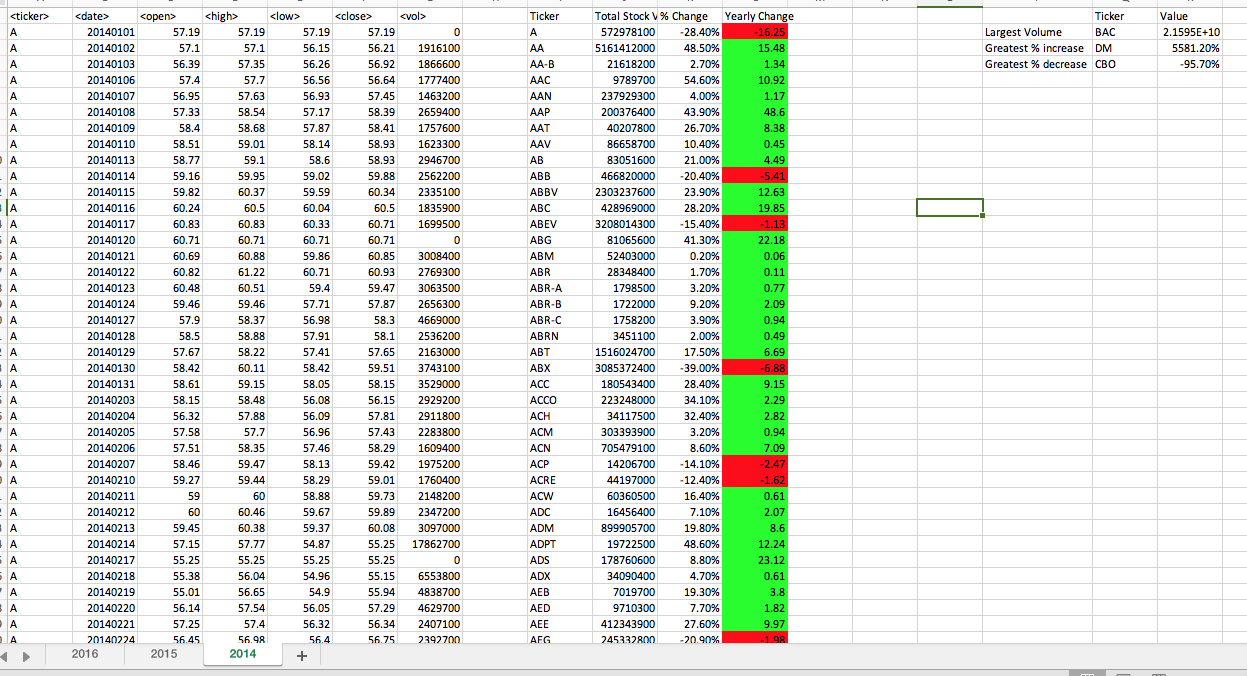 <ticker> <date> <open> <high> <low> <close> <vol> Ticker Total Stock V % Change Yearly Change Ticker Value
A 20140101 57.19 57.19 57.19 57.19 0 A 572978100 -28.40% -16.25 Largest Volume BAC 2.1595E+10
A 20140102 57.1 57.1 56.15 56.21 1916100 AA 5161412000 48.50% 15.48 Greatest % increase DM 5581.20%
A 20140103 56.39 57.35 56.26 56.92 1866600 AA-B 21618200 2.70% 1.34 Greatest % decrease CBO -95.70%
A 20140106 57.4 57.7 56.56 56.64 1777400 AAC 9789700 54.60% 10.92
A 20140107 56.95 57.63 56.93 57.45 1463200 AAN 237929300 4.00% 1.17
A 20140108 57.33 58.54 57.17 58.39 2659400 AAP 200376400 43.90% 48.6
A 20140109 58.4 58.68 57.87 58.41 1757600 AAT 40207800 26.70% 8.38
A 20140110 58.51 59.01 58.14 58.93 1623300 AAV 86658700 10.40% 0.45
A 20140113 58.77 59.1 58.6 58.93 2946700 AB 83051600 21.00% 4.49
A 20140114 59.16 59.95 59.02 59.88 2562200 ABB 466820000 -20.40% -5.41
A 20140115 59.82 60.37 59.59 60.34 2335100 ABBV 2303237600 23.90% 12.63
A 20140116 60.24 60.5 60.04 60.5 1835900 ABC 428969000 28.20% 19.85
A 20140117 60.83 60.83 60.33 60.71 1699500 ABEV 3208014300 -15.40% -1.13
A 20140120 60.71 60.71 60.71 60.71 0 ABG 81065600 41.30% 22.18
A 20140121 60.69 60.88 59.86 60.85 3008400 ABM 52403000 0.20% 0.06
A 20140122 60.82 61.22 60.71 60.93 2769300 ABR 28348400 1.70% 0.11
A 20140123 60.48 60.51 59.4 59.47 3063500 ABR-A 1798500 3.20% 0.77
A 20140124 59.46 59.46 57.71 57.87 2656300 ABR-B 1722000 9.20% 2.09
A 20140127 57.9 58.37 56.98 58.3 4669000 ABR-C 1758200 3.90% 0.94
A 20140128 58.5 58.88 57.91 58.1 2536200 ABRN 3451100 2.00% 0.49
A 20140129 57.67 58.22 57.41 57.65 2163000 ABT 1516024700 17.50% 6.69
A 20140130 58.42 60.11 58.42 59.51 3743100 ABX 3085372400 -39.00% -6.88
A 20140131 58.61 59.15 58.05 58.15 3529000 ACC 180543400 28.40% 9.15
A 20140203 58.15 58.48 56.08 56.15 2929200 ACCO 223248000 34.10% 2.29
A 20140204 56.32 57.88 56.09 57.81 2911800 ACH 34117500 32.40% 2.82
A 20140205 57.58 57.7 56.96 57.43 2283800 ACM 303393900 3.20% 0.94
A 20140206 57.51 58.35 57.46 58.29 1609400 ACN 705479100 8.60% 7.09
A 20140207 58.46 59.47 58.13 59.42 1975200 ACP 14206700 -14.10% -2.47
A 20140210 59.27 59.44 58.29 59.01 1760400 ACRE 44197000 -12.40% -1.62
A 20140211 59 60 58.88 59.73 2148200 ACW 60360500 16.40% 0.61
A 20140212 60 60.46 59.67 59.89 2347200 ADC 16456400 7.10% 2.07
A 20140213 59.45 60.38 59.37 60.08 3097000 ADM 899905700 19.80% 8.6
A 20140214 57.15 57.77 54.87 55.25 17862700 ADPT 19722500 48.60% 12.24
A 20140217 55.25 55.25 55.25 55.25 0 ADS 178760600 8.80% 23.12
A 20140218 55.38 56.04 54.96 55.15 6553800 ADX 34090400 4.70% 0.61
A 20140219 55.01 56.65 54.9 55.94 4838700 AEB 7019700 19.30% 3.8
A 20140220 56.14 57.54 56.05 57.29 4629700 AED 9710300 7.70% 1.82
A 20140221 57.25 57.4 56.32 56.34 2407100 AEE 412343900 27.60% 9.97
A 20140224 56.45 56.98 56.4 56.75 2392700 AEG 245332800 -20.90% -1.98
2016 2015 2014 +